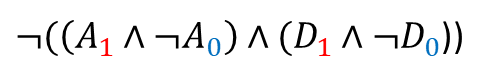 ¬((A₁ ∧ ¬A₀) ∧ (D₁ ∧ ¬D₀))